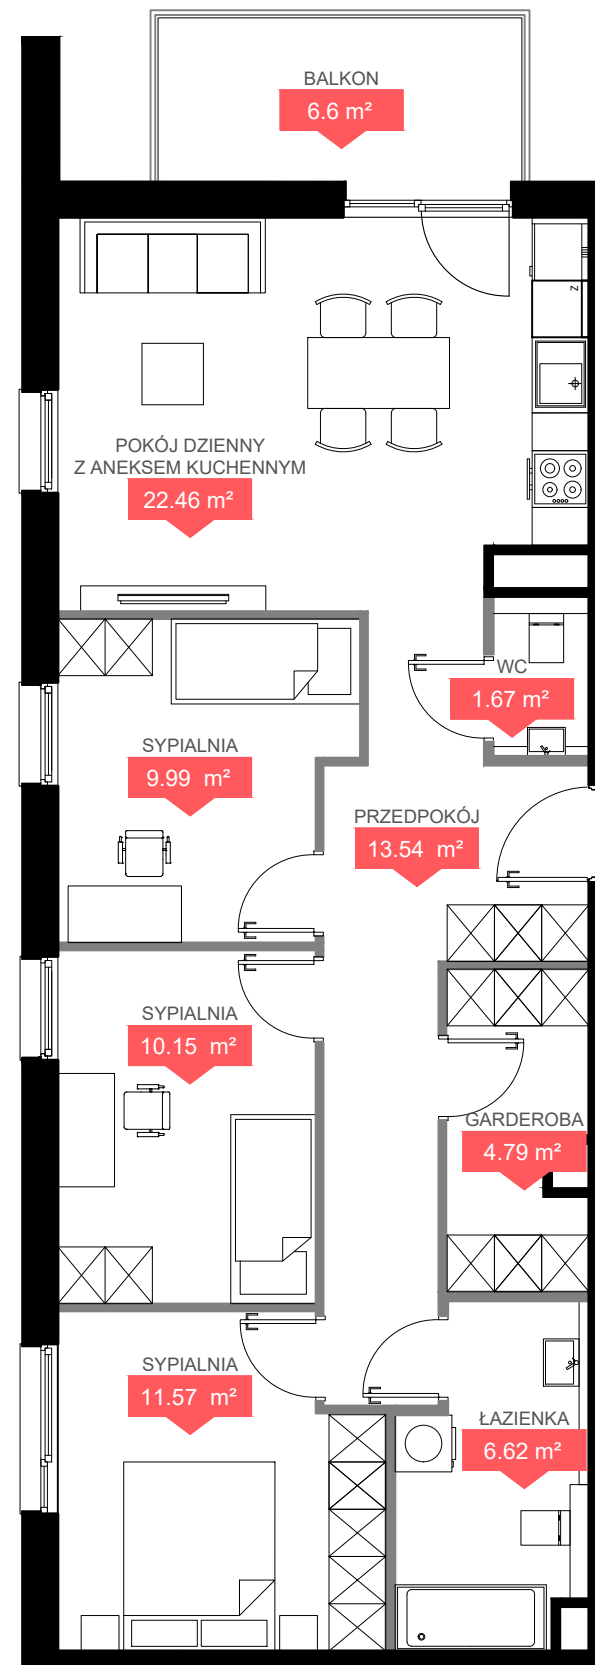 BALKON
6.6 m²
Z
POKÓJ DZIENNY
Z ANEKSEM KUCHENNYM
22.46 m²
WC
1.67 m²
SYPIALNIA
9.99 m²
PRZEDPOKÓJ
13.54 m²
SYPIALNIA
10.15 m²
GARDEROBA
4.79 m²
SYPIALNIA
11.57 m²
ŁAZIENKA
6.62 m²